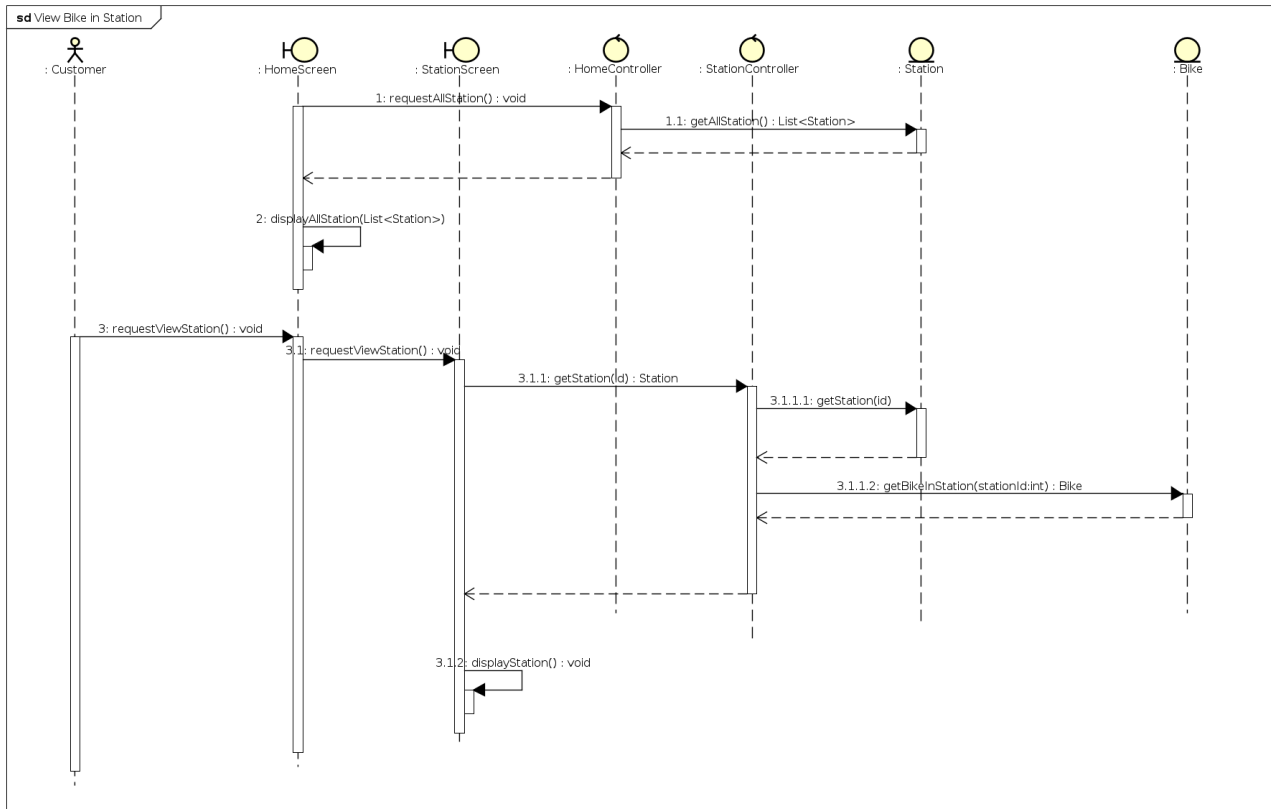 sd View Bike in Station
: Customer
: HomeScreen
: StationScreen
: HomeController
: StationController
: Station
: Bike
1: requestAllStation() : void
1.1: getAllStation() : List<Station>
2: displayAllStation(List<Station>)
3: requestViewStation() : void
3.1: requestViewStation() : void
3.1.1: getStation(id) : Station
3.1.1.1: getStation(id)
3.1.1.2: getBikeInStation(stationId:int) : Bike
3.1.2: displayStation() : void